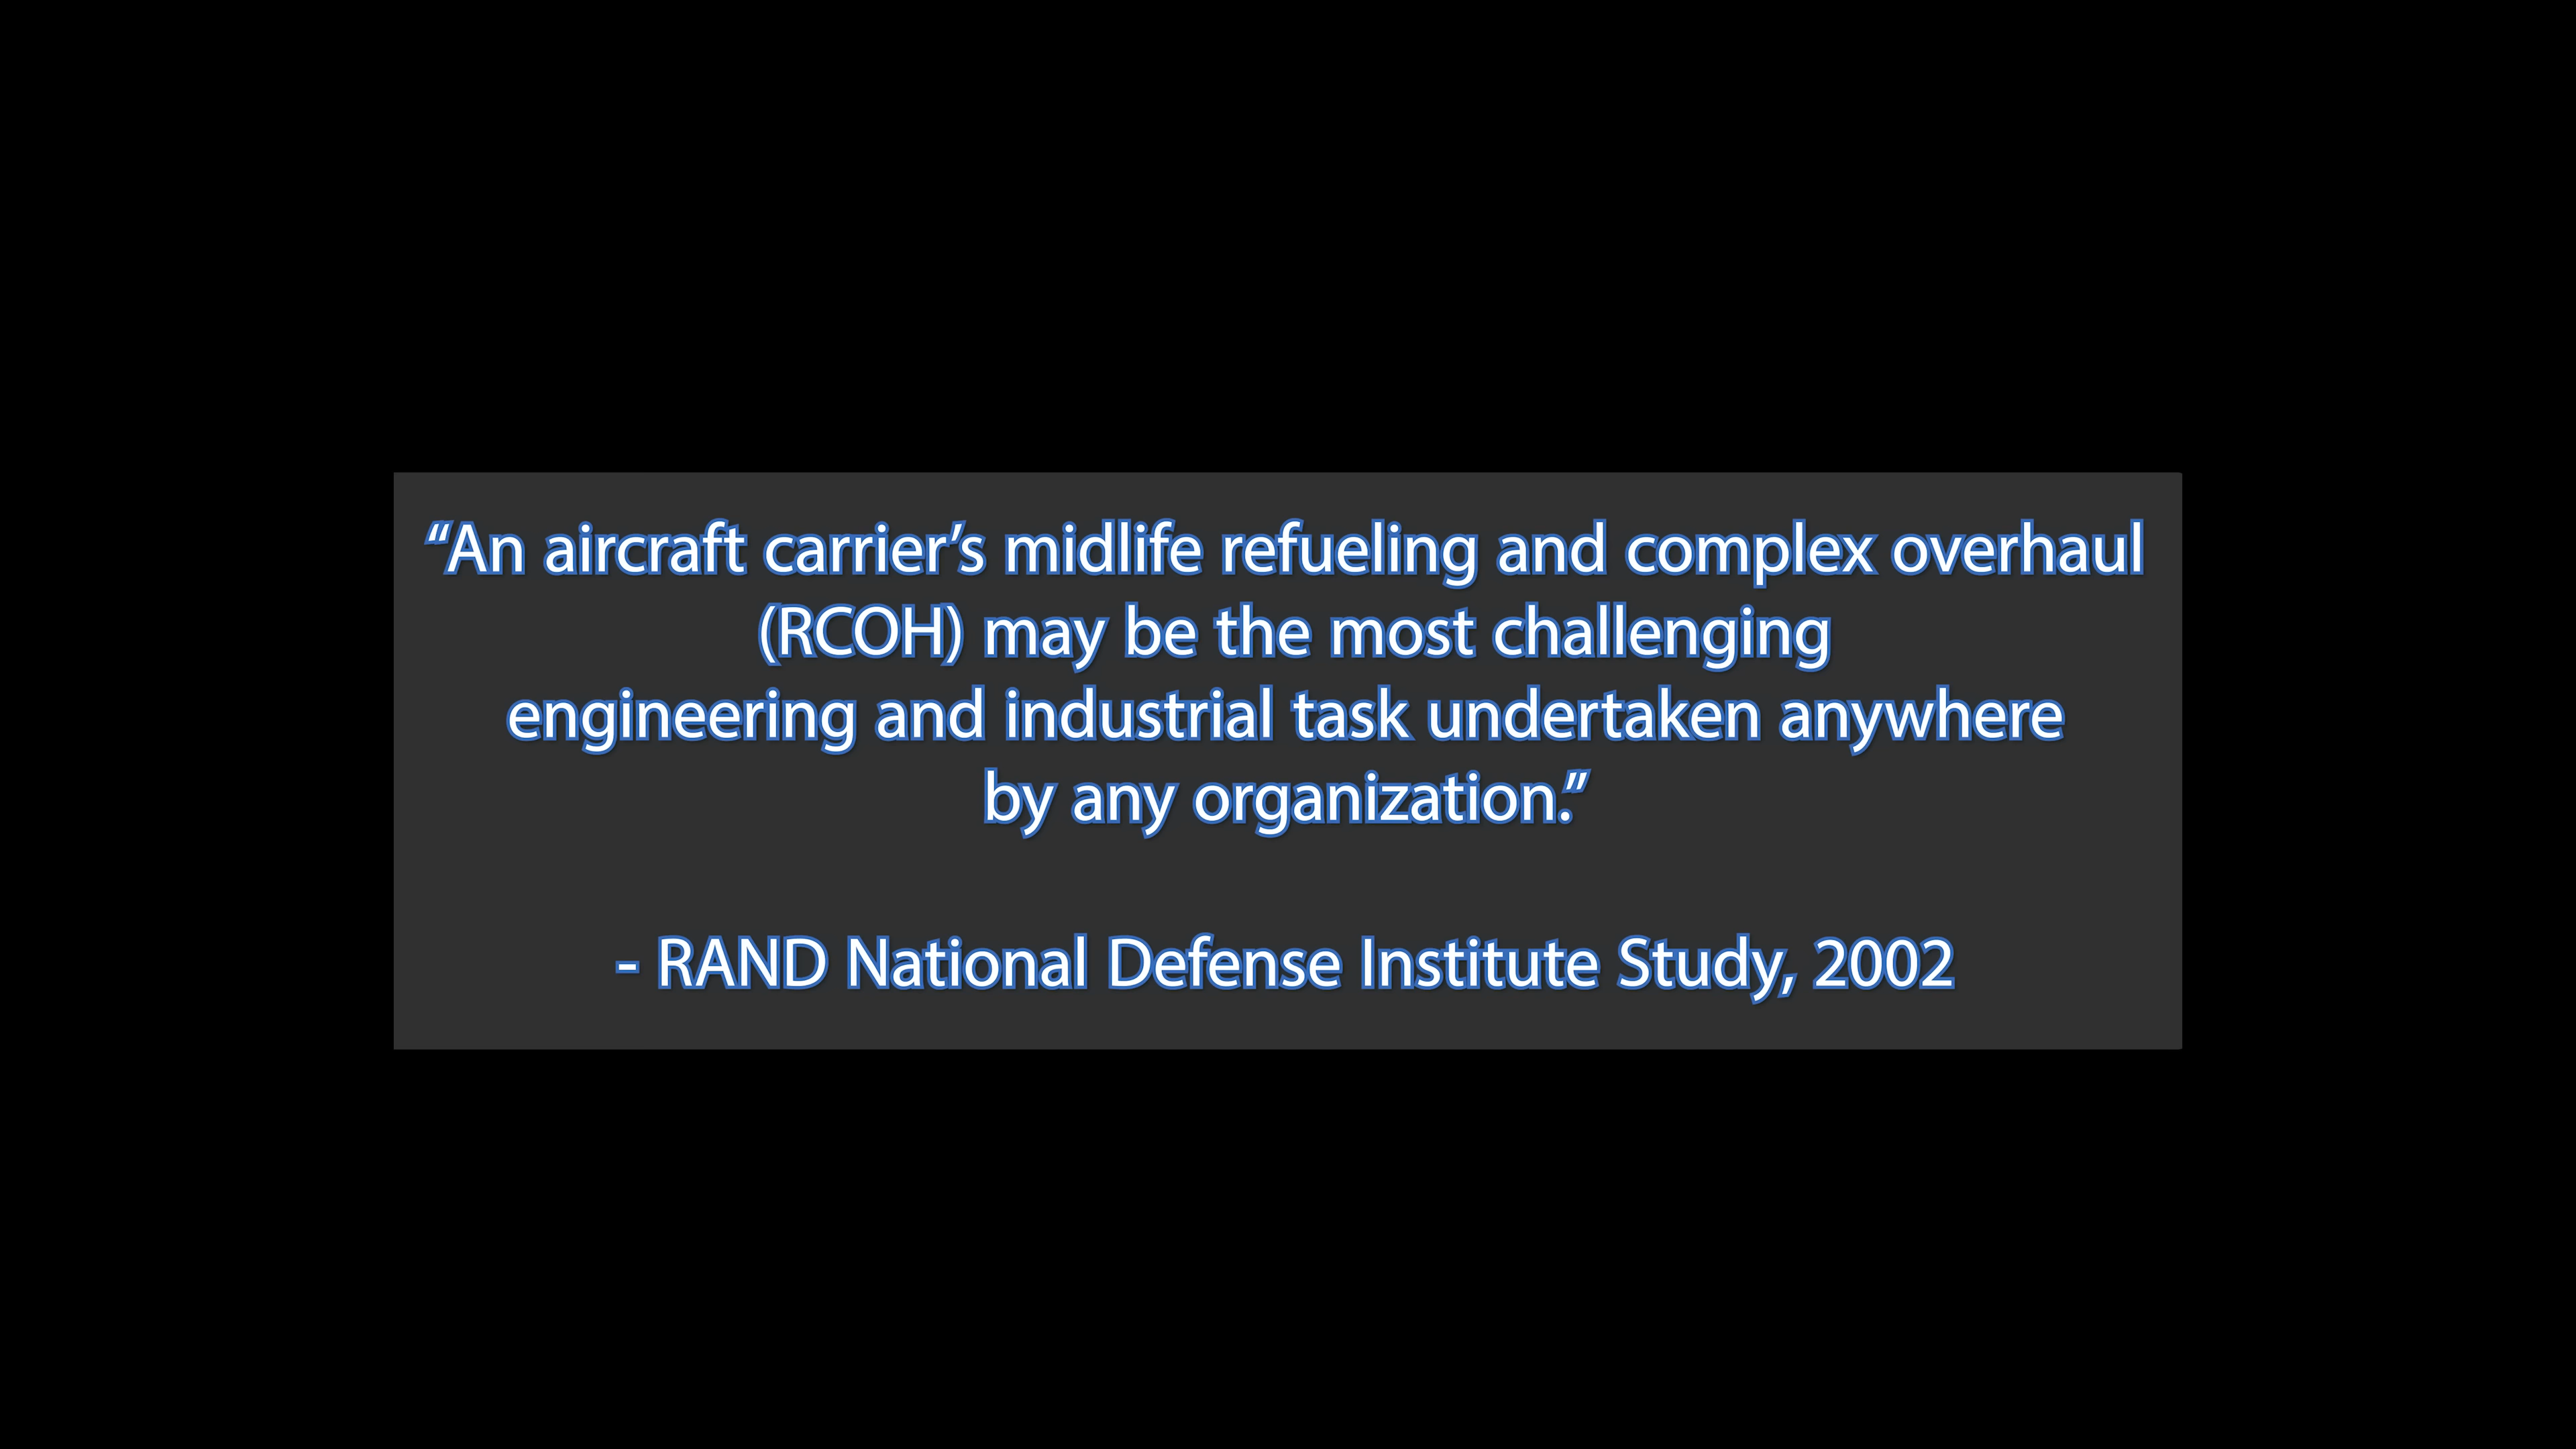 “An aircraft carrier’s midlife refueling and complex overhaul
(RCOH) may be the most challenging
engineering and industrial task undertaken anywhere
by any organization.”
- RAND National Defense Institute Study, 2002